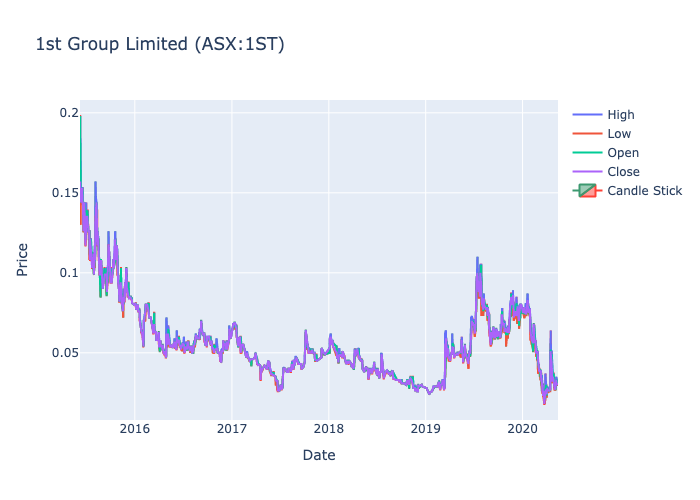 1st Group Limited (ASX:1ST)
0.2
0.15
0.1
0.05
Price
2016
2017
2018
2019
2020
Date
High
Low
Open
Close
Candle Stick